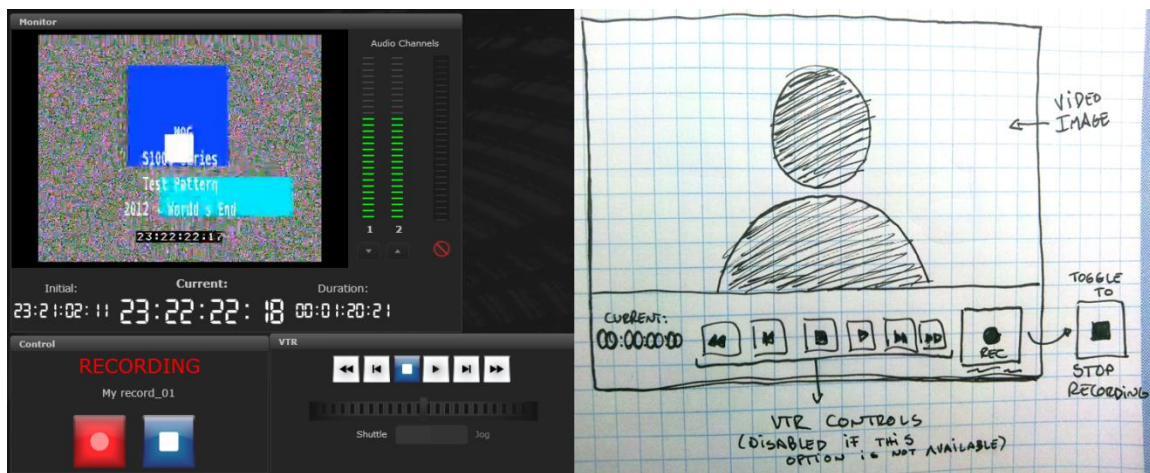 Monitor
Audio Channels
S1000 Series
Test Pattern
2012 - World s End
23:22:22:17
1 2
Initial:
Current:
Duration:
23:21:02:11
23:22:22:18
00:01:20:21
Control
VTR
RECORDING
My record_01
Shuttle
Jog
VIDEO
IMAGE
CURRENT:
00:00:00:00
REC
TOGGLE
TO
STOP
RECORDING
VTR CONTROLS
(DISABLED IF THIS
OPTION IS NOT AVAILABLE)